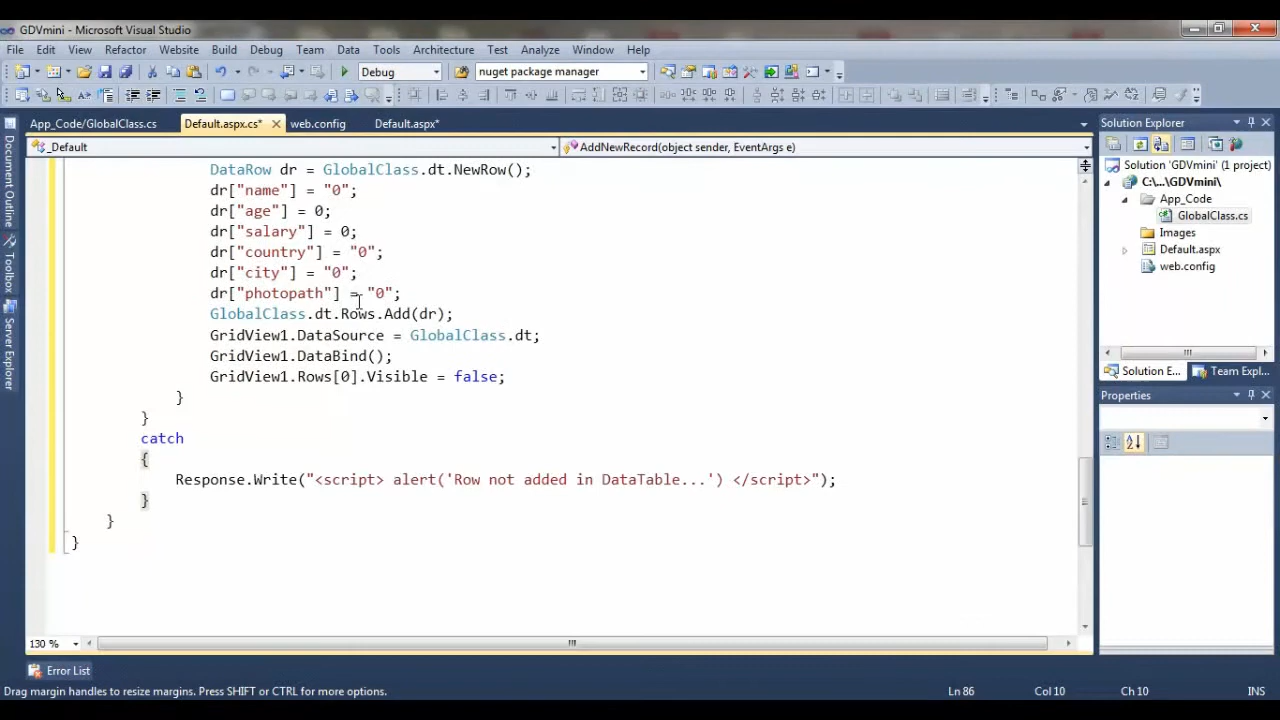 GDVmini - Microsoft Visual Studio
File Edit View Refactor Website Build Debug Team Data Tools Architecture Test Analyze Window Help
Debug nuget package manager
App_Code/GlobalClass.cs Default.aspx.cs* web.config Default.aspx*
_Default AddNewRecord(object sender, EventArgs e)
DataRow dr = GlobalClass.dt.NewRow();
dr["name"] = "0";
dr["age"] = 0;
dr["salary"] = 0;
dr["country"] = "0";
dr["city"] = "0";
dr["photopath"] = "0";
GlobalClass.dt.Rows.Add(dr);
GridView1.DataSource = GlobalClass.dt;
GridView1.DataBind();
GridView1.Rows[0].Visible = false;
}
}
catch
{
Response.Write("<script> alert('Row not added in DataTable...') </script>");
}
}
}
130 %
Error List
Document Outline
Toolbox
Server Explorer
Solution Explorer
Solution 'GDVmini' (1 project)
C:\...\GDVmini\
App_Code
GlobalClass.cs
Images
Default.aspx
web.config
Solution E... Team Expl...
Properties
Drag margin handles to resize margins. Press SHIFT or CTRL for more options. Ln 86 Col 10 Ch 10 INS